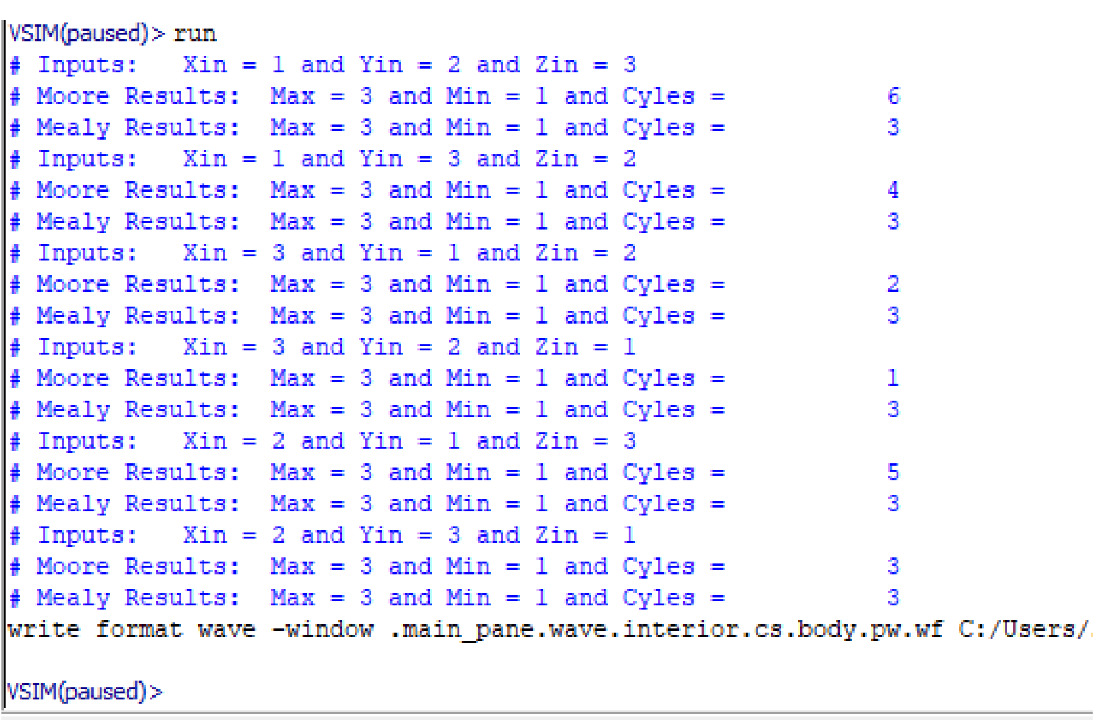 VSIM(paused)> run
# Inputs:   Xin = 1 and Yin = 2 and Zin = 3
# Moore Results:  Max = 3 and Min = 1 and Cyles =           6
# Mealy Results:  Max = 3 and Min = 1 and Cyles =           3
# Inputs:   Xin = 1 and Yin = 3 and Zin = 2
# Moore Results:  Max = 3 and Min = 1 and Cyles =           4
# Mealy Results:  Max = 3 and Min = 1 and Cyles =           3
# Inputs:   Xin = 3 and Yin = 1 and Zin = 2
# Moore Results:  Max = 3 and Min = 1 and Cyles =           2
# Mealy Results:  Max = 3 and Min = 1 and Cyles =           3
# Inputs:   Xin = 3 and Yin = 2 and Zin = 1
# Moore Results:  Max = 3 and Min = 1 and Cyles =           1
# Mealy Results:  Max = 3 and Min = 1 and Cyles =           3
# Inputs:   Xin = 2 and Yin = 1 and Zin = 3
# Moore Results:  Max = 3 and Min = 1 and Cyles =           5
# Mealy Results:  Max = 3 and Min = 1 and Cyles =           3
# Inputs:   Xin = 2 and Yin = 3 and Zin = 1
# Moore Results:  Max = 3 and Min = 1 and Cyles =           3
# Mealy Results:  Max = 3 and Min = 1 and Cyles =           3
write format wave -window .main_pane.wave.interior.cs.body.pw.wf C:/Users/
VSIM(paused)>